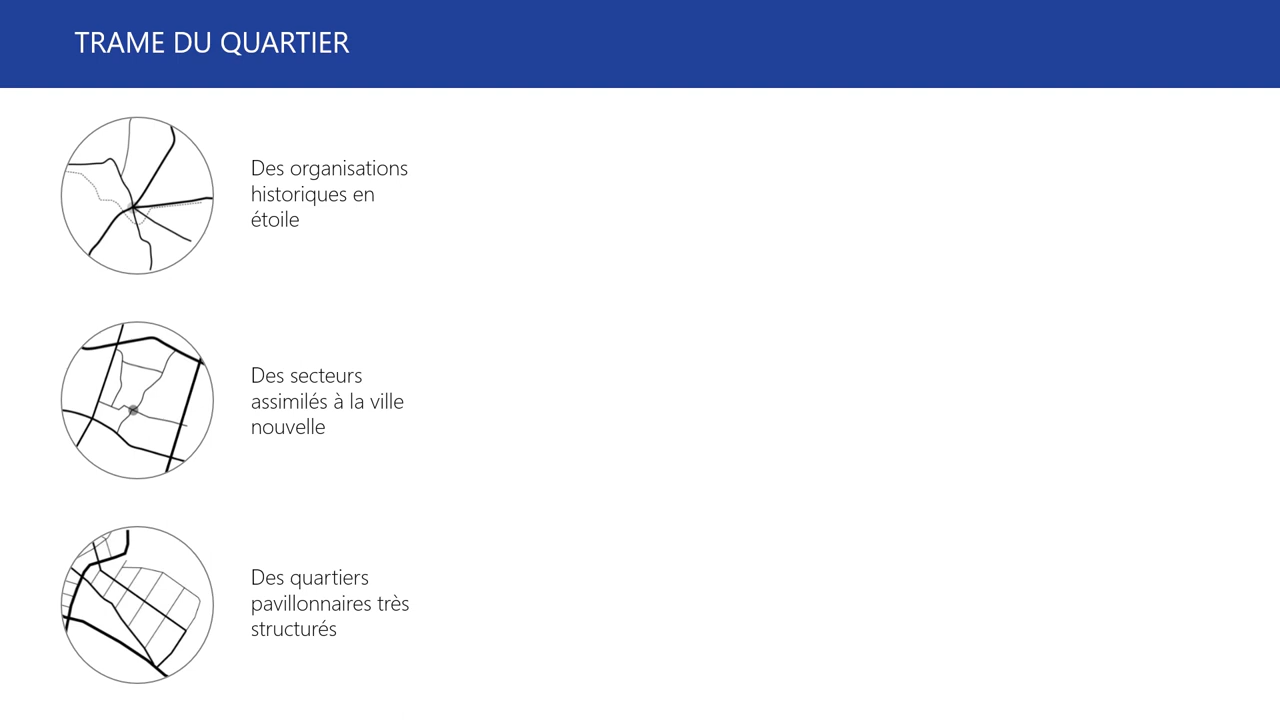 TRAME DU QUARTIER
Des organisations
historiques en
étoile
Des secteurs
assimilés à la ville
nouvelle
Des quartiers
pavillonnaires très
structurés